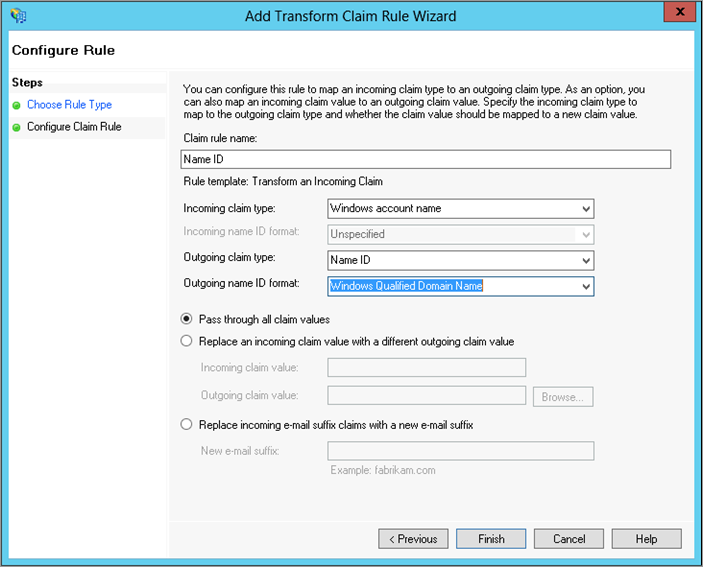 Add Transform Claim Rule Wizard
x
Configure Rule
Steps
Choose Rule Type
Configure Claim Rule
You can configure this rule to map an incoming claim type to an outgoing claim type. As an option, you
can also map an incoming claim value to an outgoing claim value. Specify the incoming claim type to
map to the outgoing claim type and whether the claim value should be mapped to a new claim value.
Claim rule name:
Name ID
Rule template: Transform an Incoming Claim
Incoming claim type: Windows account name
Incoming name ID format: Unspecified
Outgoing claim type: Name ID
Outgoing name ID format: Windows Qualified Domain Name
Pass through all claim values
Replace an incoming claim value with a different outgoing claim value
Incoming claim value:
Outgoing claim value: Browse...
Replace incoming e-mail suffix claims with a new e-mail suffix
New e-mail suffix:
Example: fabrikam.com
< Previous Finish Cancel Help